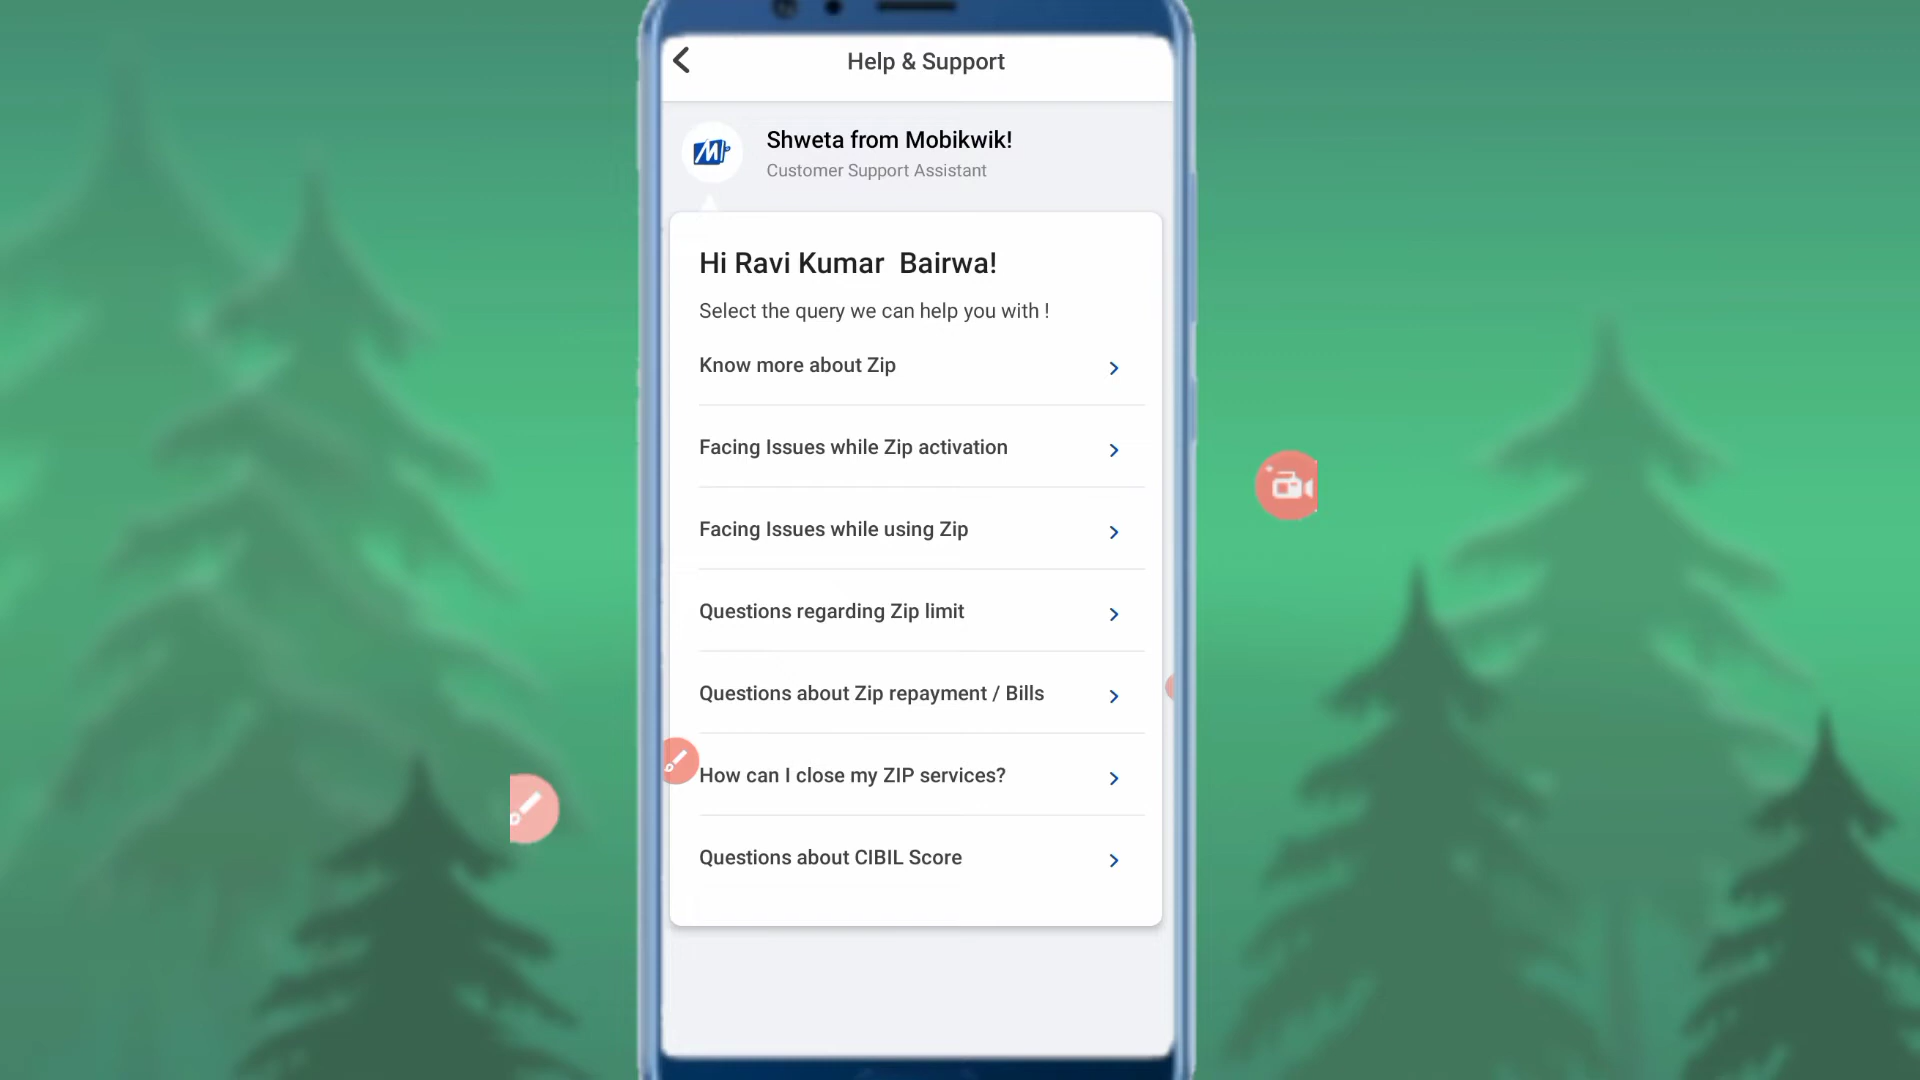 Help & Support
Shweta from Mobikwik!
Customer Support Assistant
Hi Ravi Kumar  Bairwa!
Select the query we can help you with !
Know more about Zip
Facing Issues while Zip activation
Facing Issues while using Zip
Questions regarding Zip limit
Questions about Zip repayment / Bills
How can I close my ZIP services?
Questions about CIBIL Score